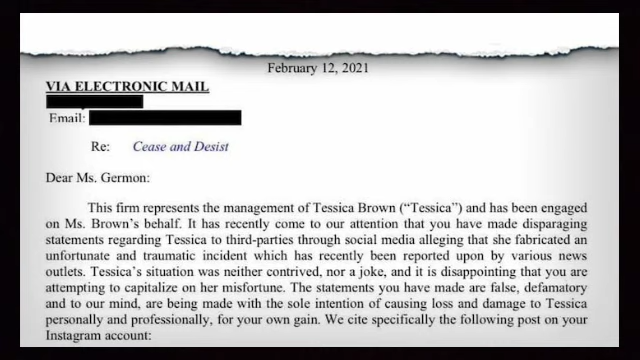 February 12, 2021
VIA ELECTRONIC MAIL
Email:
Re: Cease and Desist
Dear Ms. Germon:
This firm represents the management of Tessica Brown (“Tessica”) and has been engaged
on Ms. Brown’s behalf. It has recently come to our attention that you have made disparaging
statements regarding Tessica to third-parties through social media alleging that she fabricated an
unfortunate and traumatic incident which has recently been reported upon by various news
outlets. Tessica’s situation was neither contrived, nor a joke, and it is disappointing that you are
attempting to capitalize on her misfortune. The statements you have made are false, defamatory
and to our mind, are being made with the sole intention of causing loss and damage to Tessica
personally and professionally, for your own gain. We cite specifically the following post on your
Instagram account: